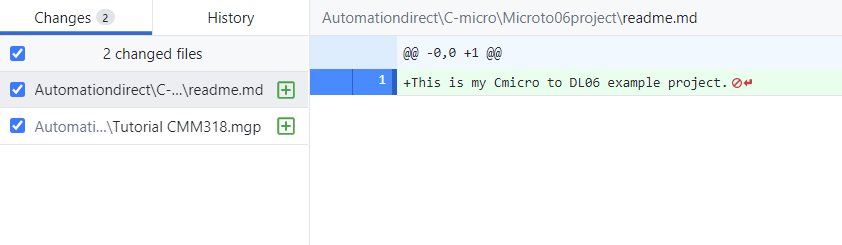 Changes 2
History
2 changed files
Automationdirect\C-...\readme.md
Automati...\Tutorial CMM318.mgp
Automationdirect\C-micro\Microto06project\readme.md
@@ -0,0 +1 @@
1 +This is my Cmicro to DL06 example project.